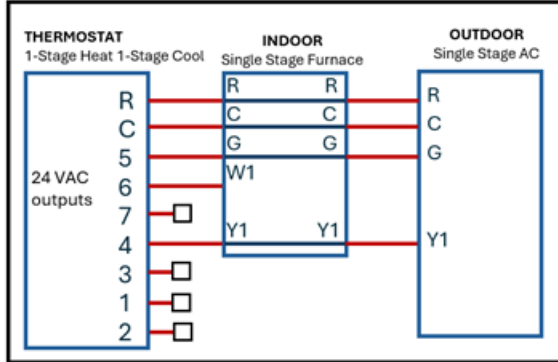 THERMOSTAT
1-Stage Heat 1-Stage Cool
INDOOR
Single Stage Furnace
OUTDOOR
Single Stage AC
24 VAC
outputs
R
C
5
6
7
4
3
1
2
R R
C C
G G
W1
Y1 Y1
R
C
G
Y1